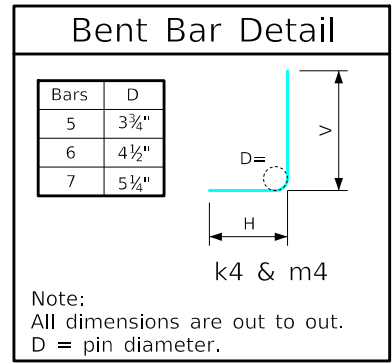 Bent Bar Detail
Bars D
5 3¾"
6 4½"
7 5¼"
D=
V
H
k4 & m4
Note:
All dimensions are out to out.
D = pin diameter.